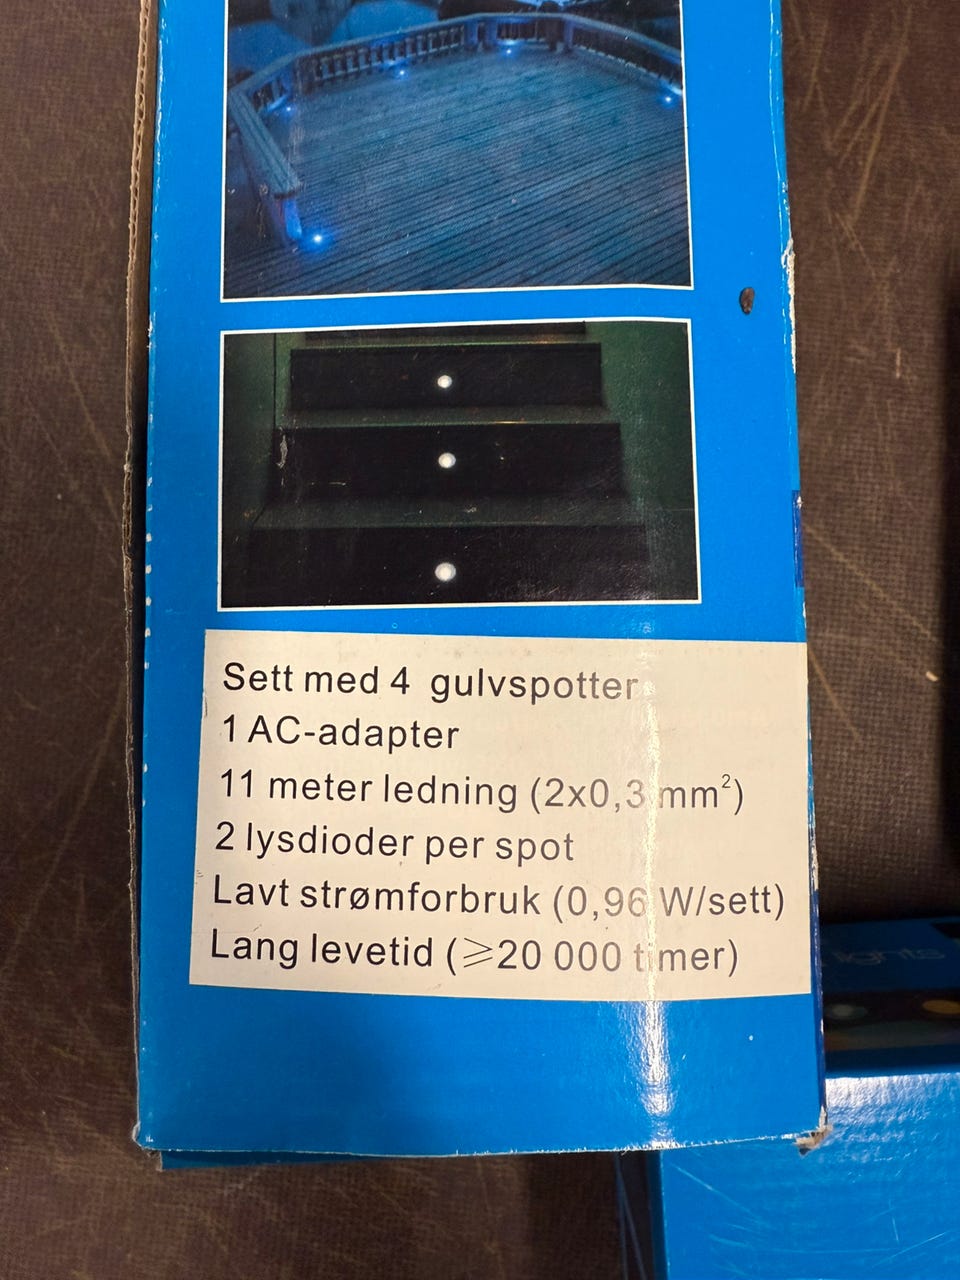 Sett med 4 gulvspotter
1 AC-adapter
11 meter ledning (2x0,3 mm²)
2 lysdioder per spot
Lavt strømforbruk (0,96 W/sett)
Lang levetid (≥20 000 timer)
lights